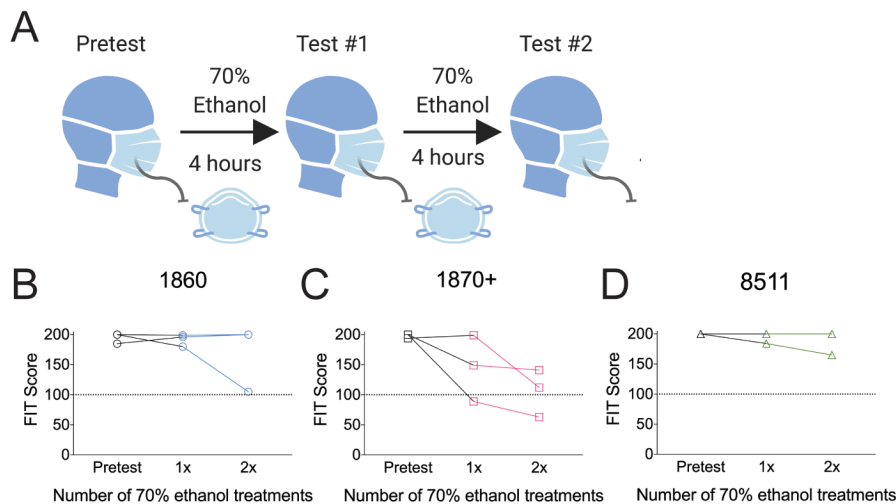 A
Pretest
Test #1
Test #2
70%
Ethanol
4 hours
70%
Ethanol
4 hours
B
1860
FIT Score
200
150
100
50
0
Pretest
1x
2x
Number of 70% ethanol treatments
C
1870+
FIT Score
200
150
100
50
0
Pretest
1x
2x
Number of 70% ethanol treatments
D
8511
FIT Score
200
150
100
50
0
Pretest
1x
2x
Number of 70% ethanol treatments